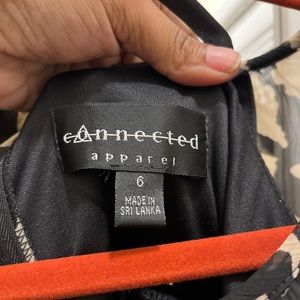 connected
apparel
6
MADE IN
SRI LANKA